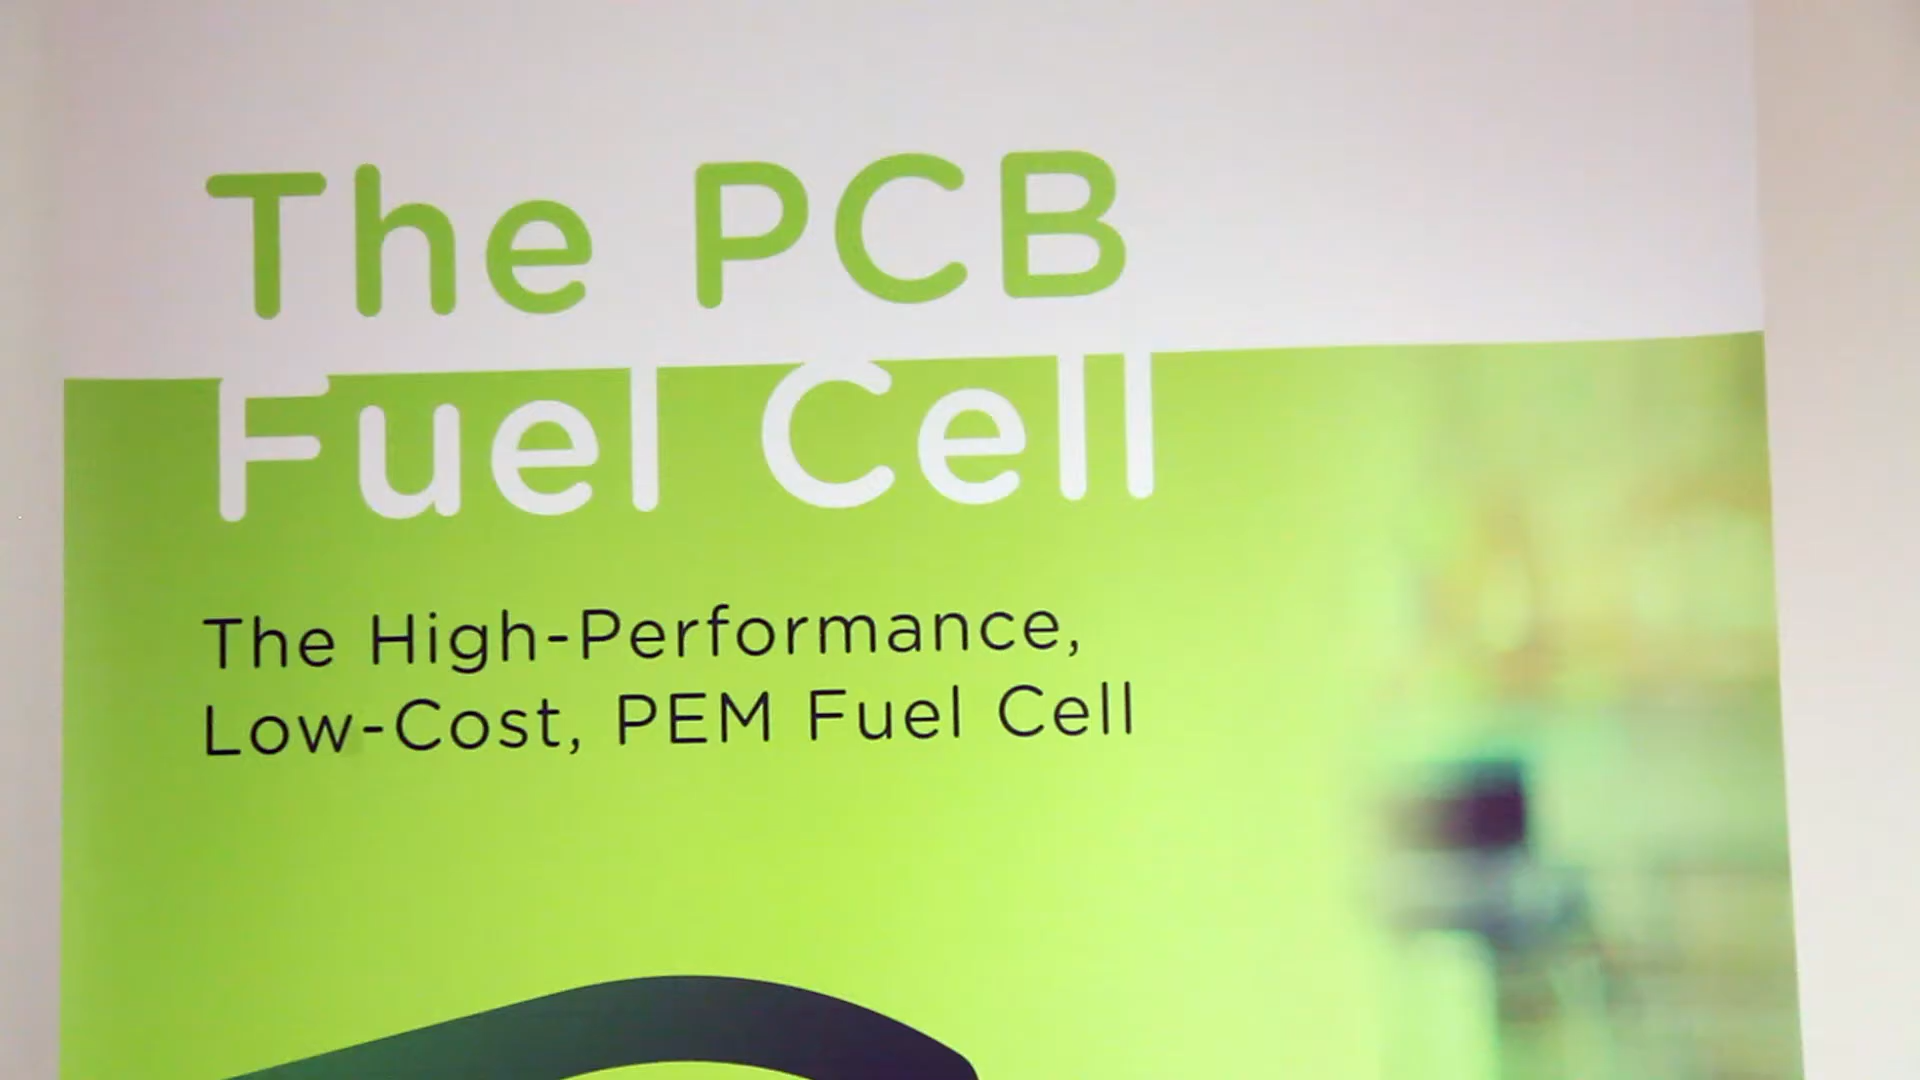 The PCB
Fuel Cell
The High-Performance,
Low-Cost, PEM Fuel Cell